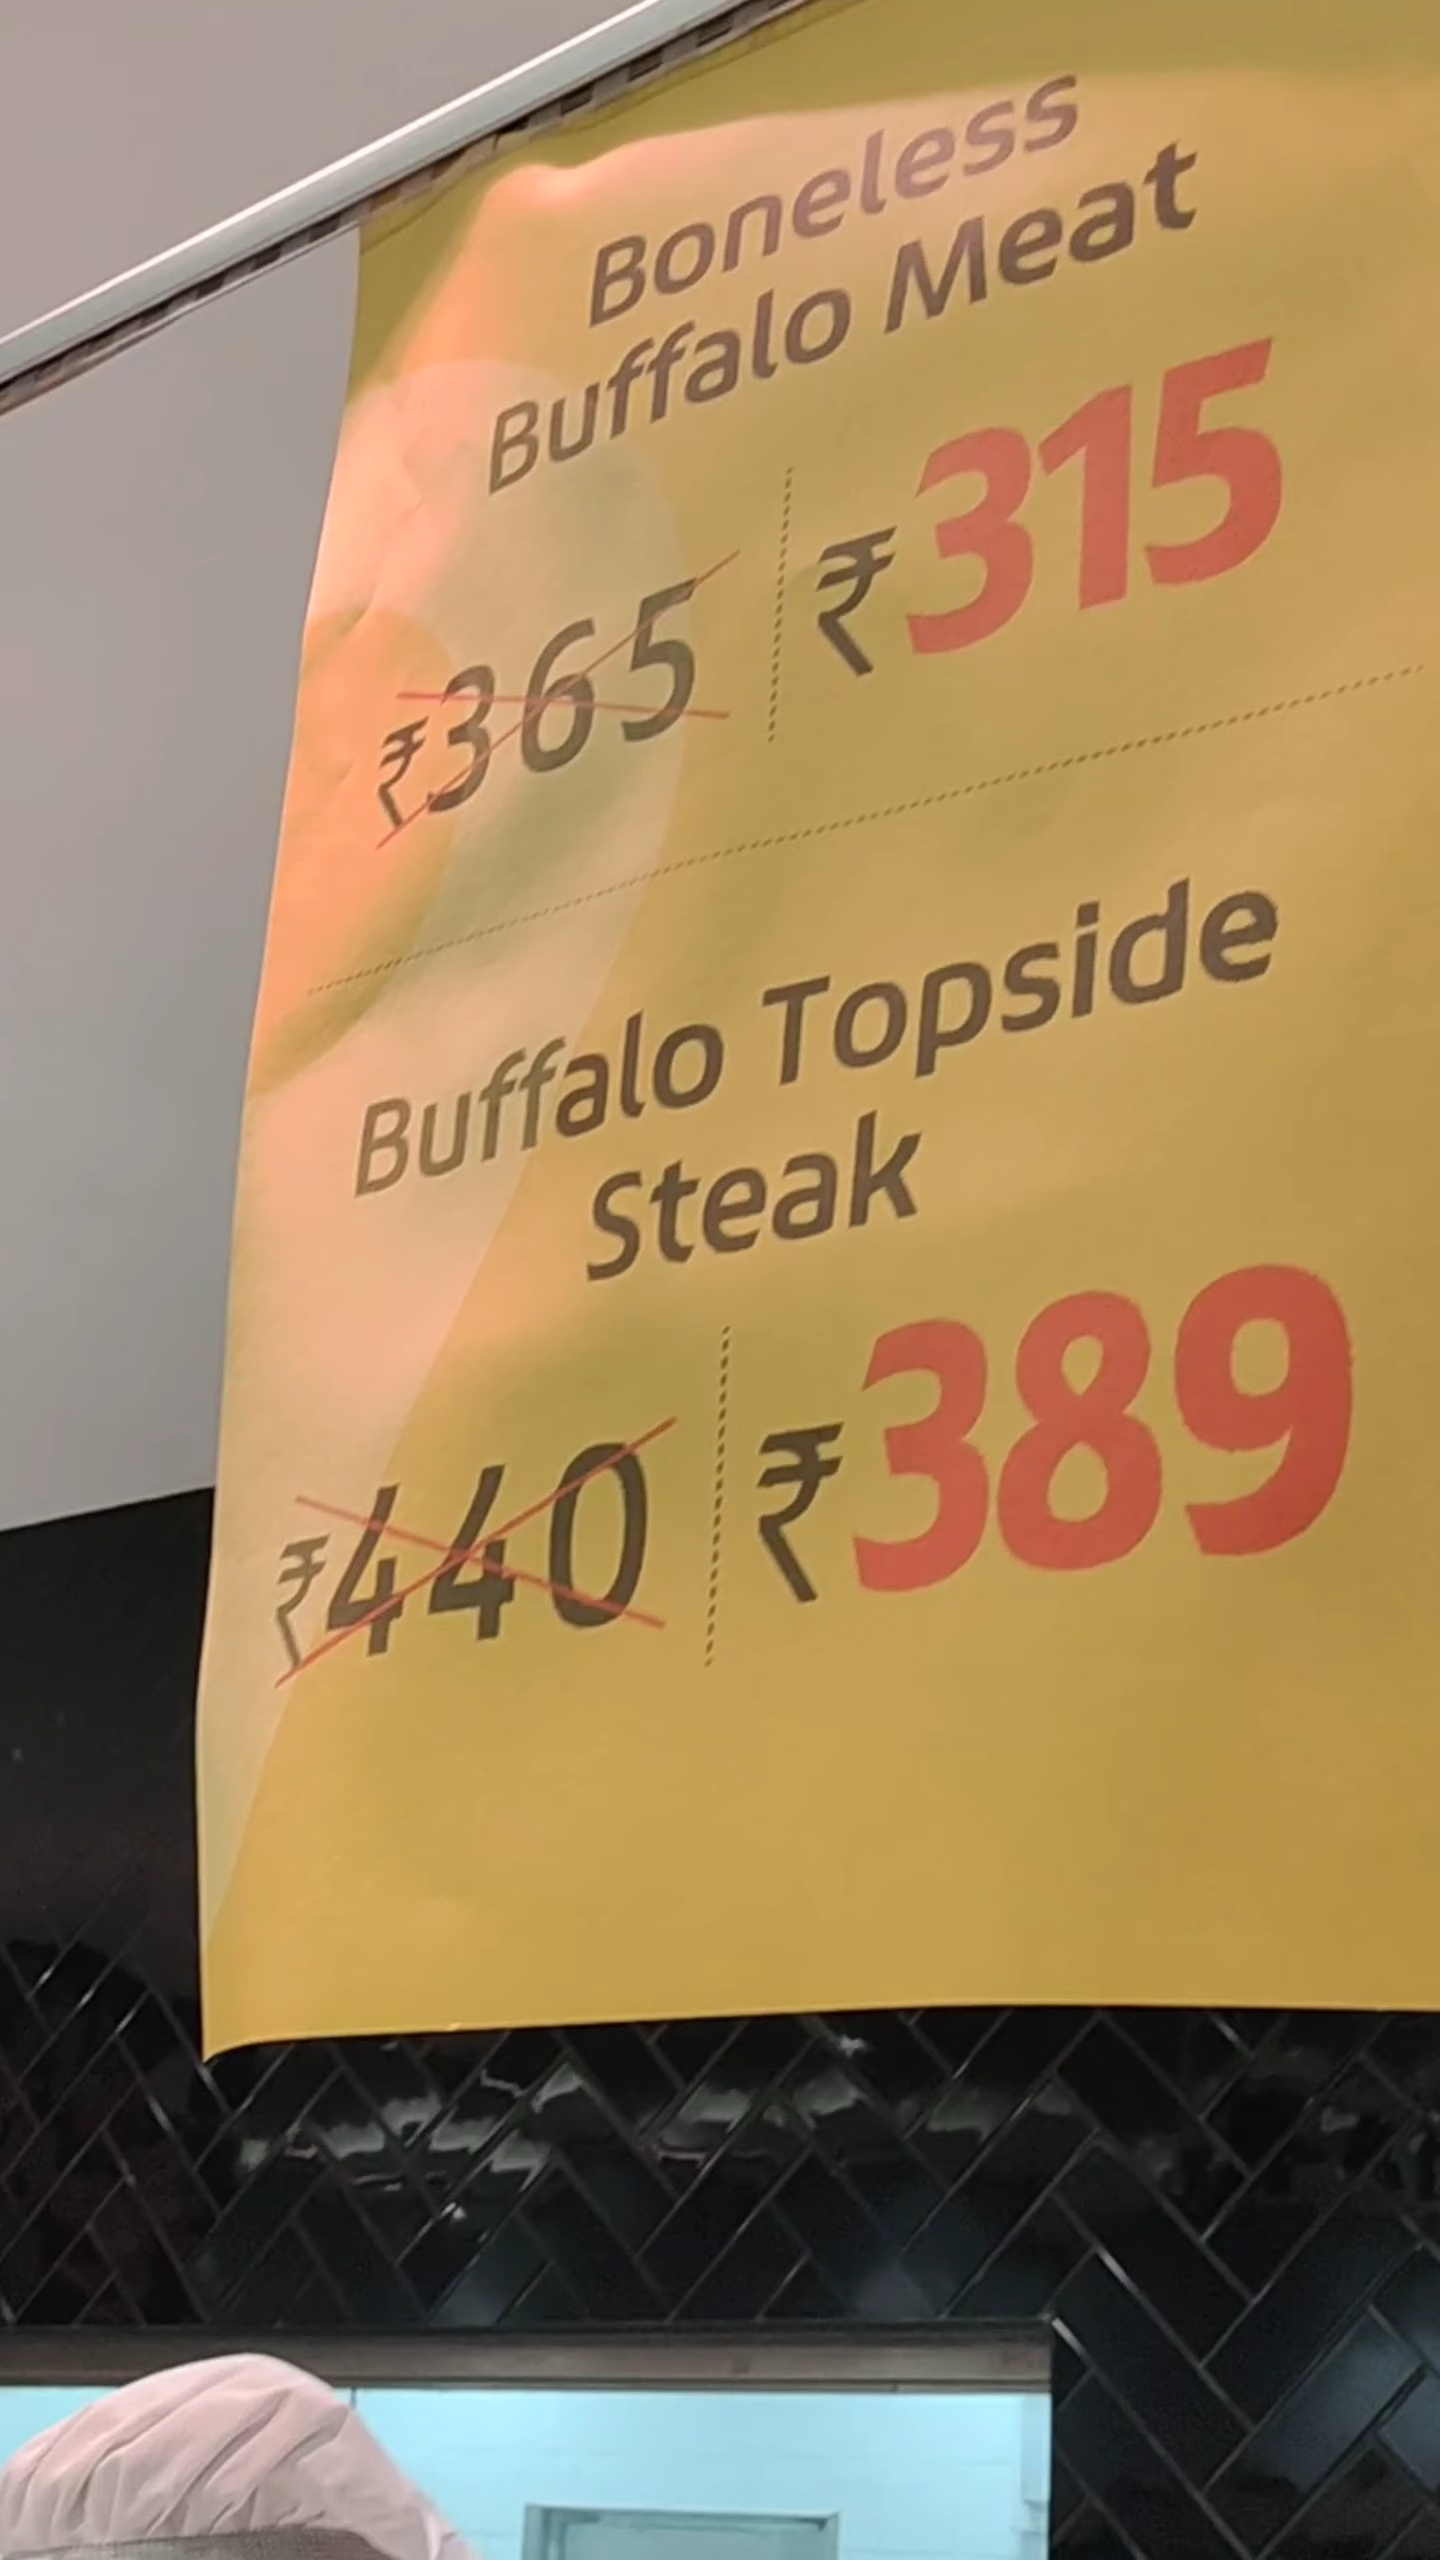 Boneless
Buffalo Meat
₹365 ₹315
Buffalo Topside
Steak
₹440 ₹389